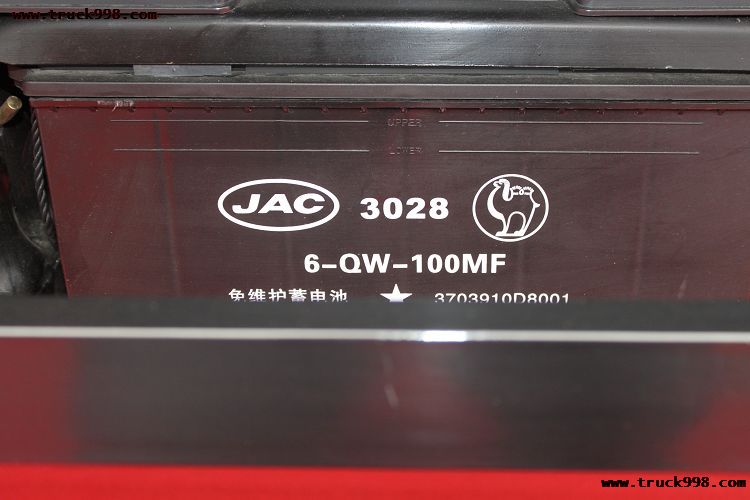 www.truck998.com
UPPER
LOWER
JAC 3028
6-QW-100MF
免维护蓄电池 ★ 3703910D8001
www.truck998.com